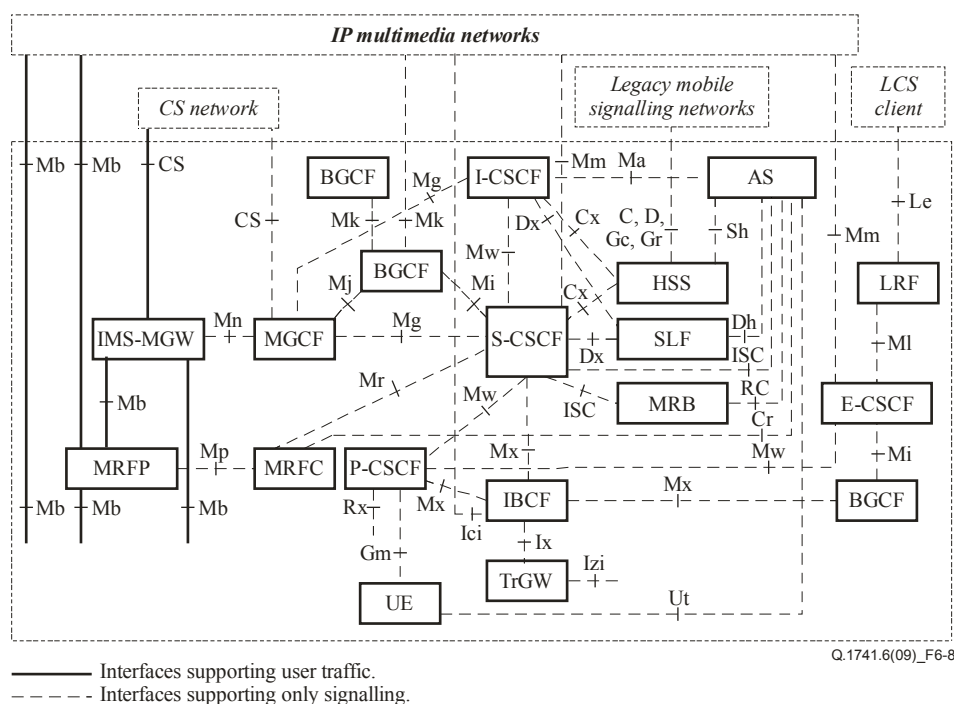 IP multimedia networks
CS network
Legacy mobile
signalling networks
LCS
client
Mb
Mb
CS
BGCF
Mg
I-CSCF
Mm
Ma
AS
CS
Mk
Mk
Dx
Cx
C, D,
Gc, Gr
Sh
Le
Mw
Mm
BGCF
HSS
LRF
Mj
Mi
Cx
IMS-MGW
Mn
MGCF
Mg
S-CSCF
Dx
SLF
Dh
ISC
Ml
Mr
Mb
Mw
ISC
MRB
RC
Cr
E-CSCF
MRFP
Mp
MRFC
P-CSCF
Mx
Mw
Mi
Mb
Mb
Mb
Rx
Mx
Ici
IBCF
Mx
BGCF
Gm
Ix
UE
TrGW
Izi
Ut
Q.1741.6(09)_F6-8
Interfaces supporting user traffic.
Interfaces supporting only signalling.